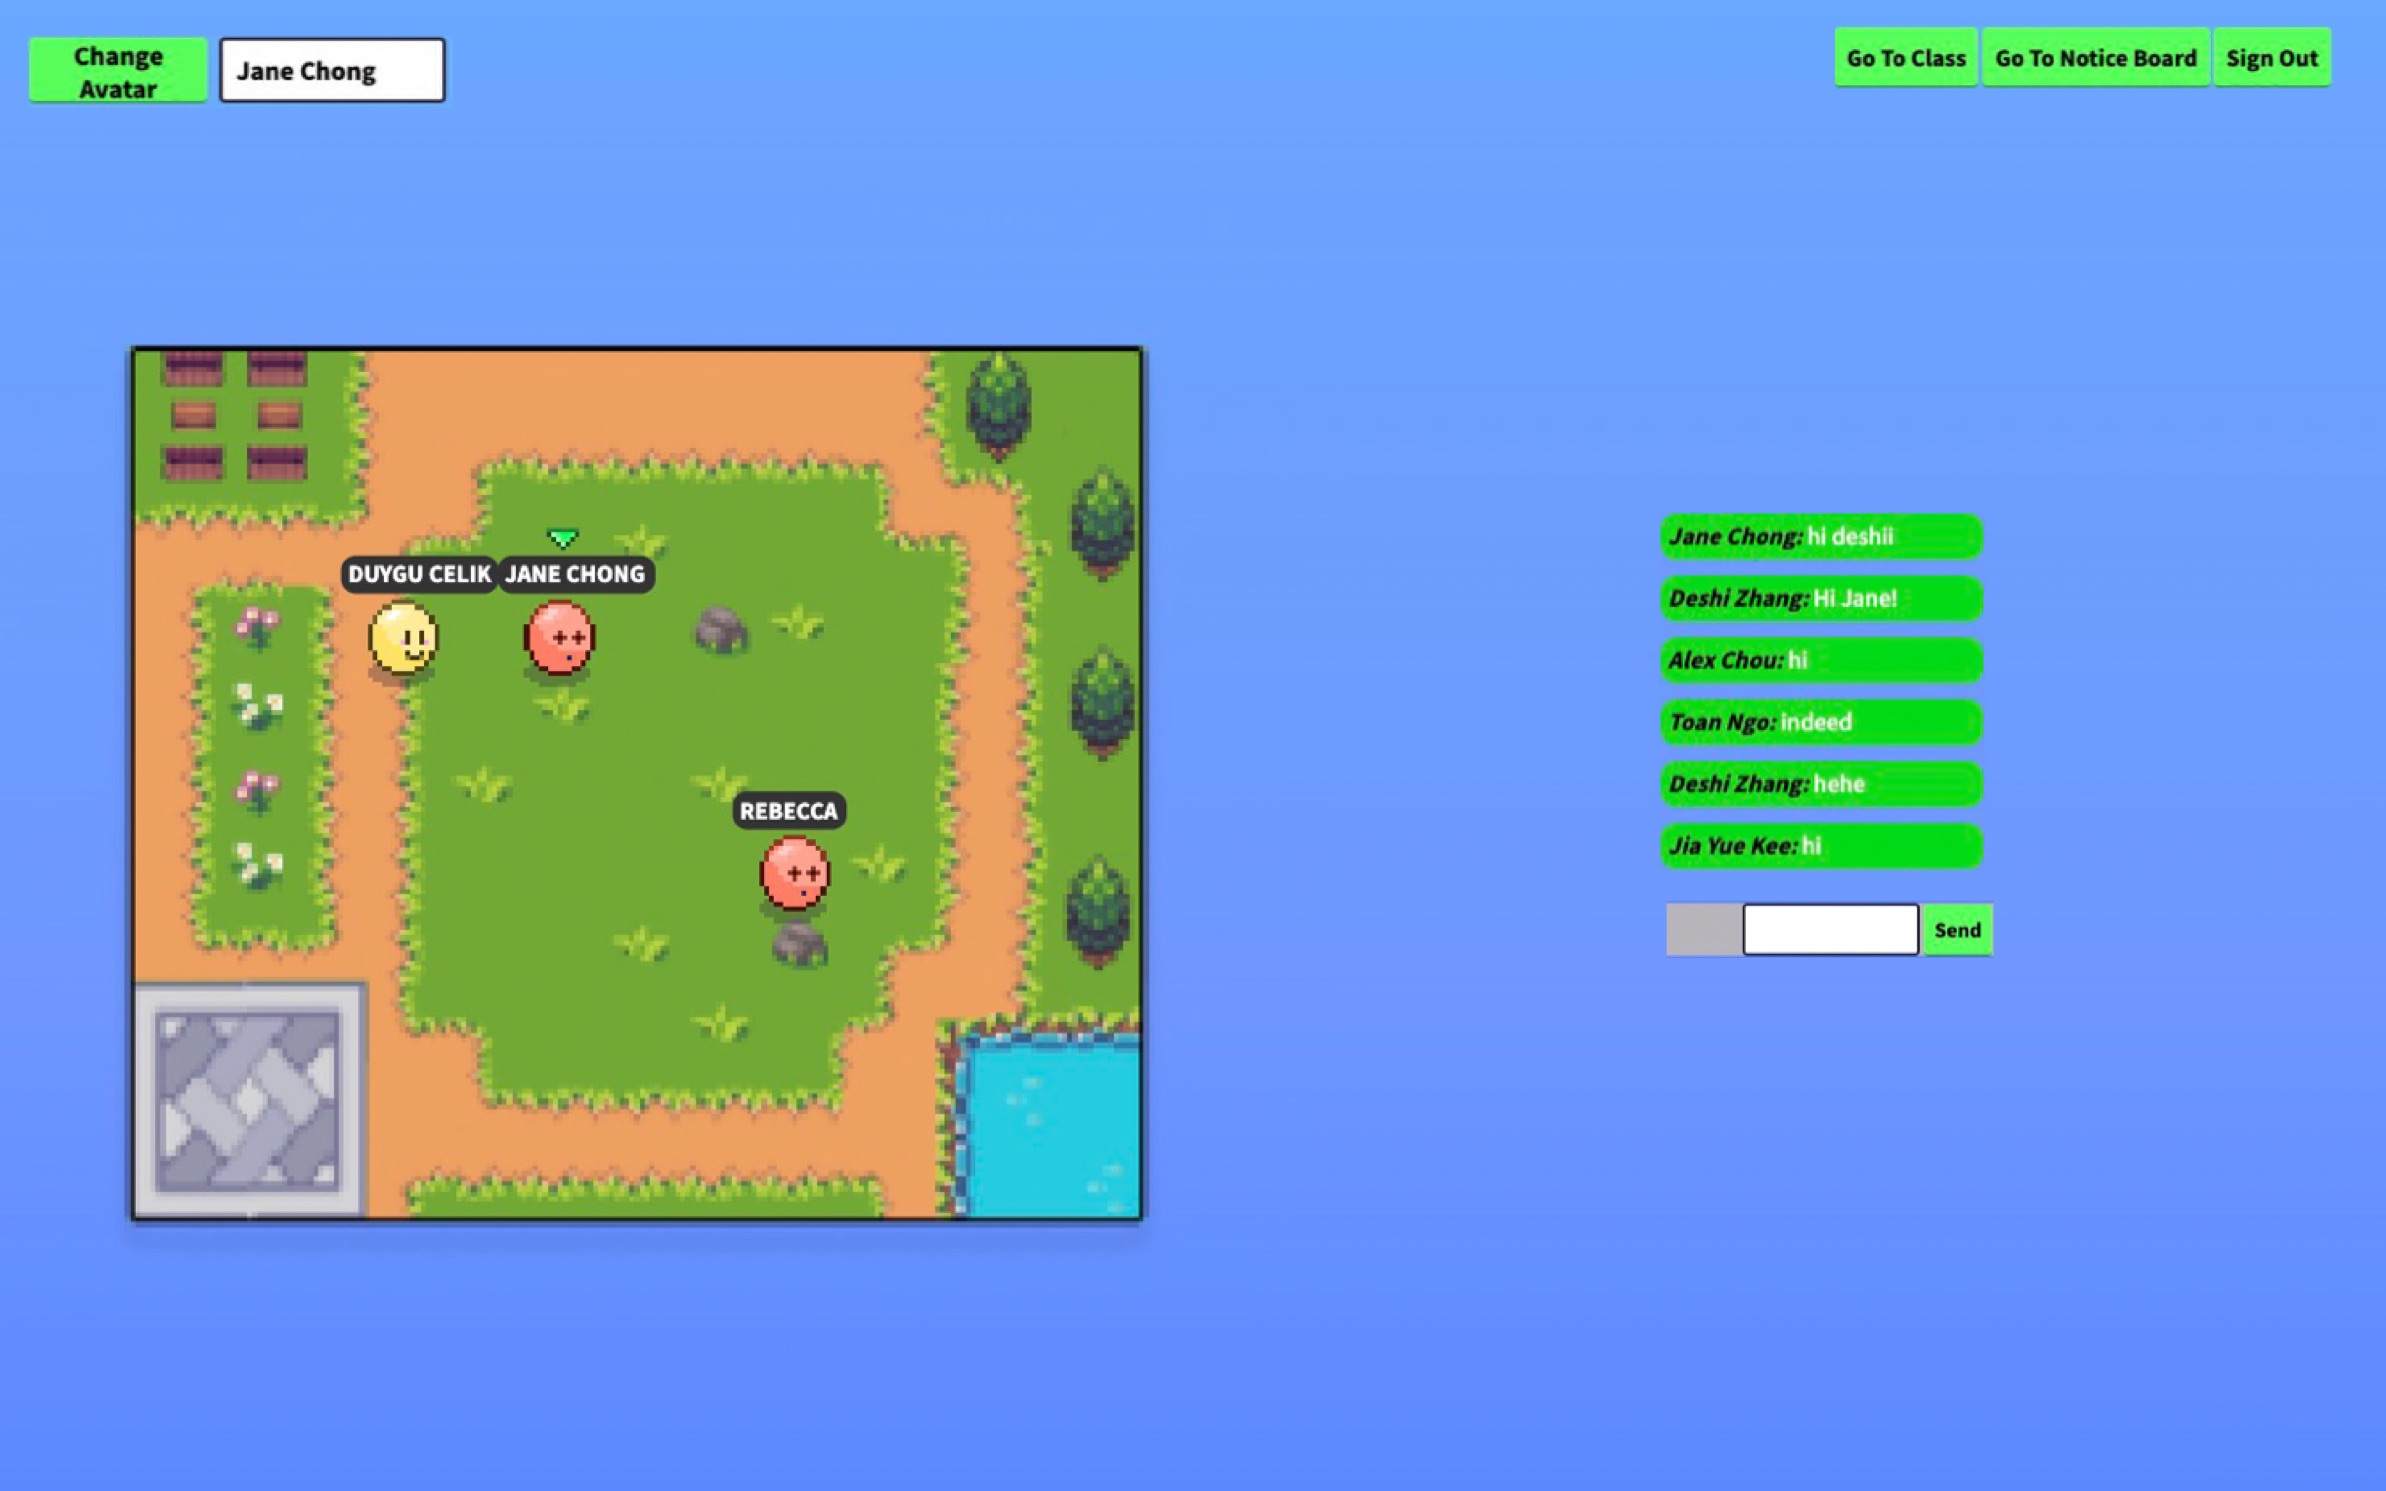 Change
Avatar
Jane Chong
Go To Class
Go To Notice Board
Sign Out
DUYGU CELIK
JANE CHONG
REBECCA
Jane Chong: hi deshii
Deshi Zhang: Hi Jane!
Alex Chou: hi
Toan Ngo: indeed
Deshi Zhang: hehe
Jia Yue Kee: hi
Send